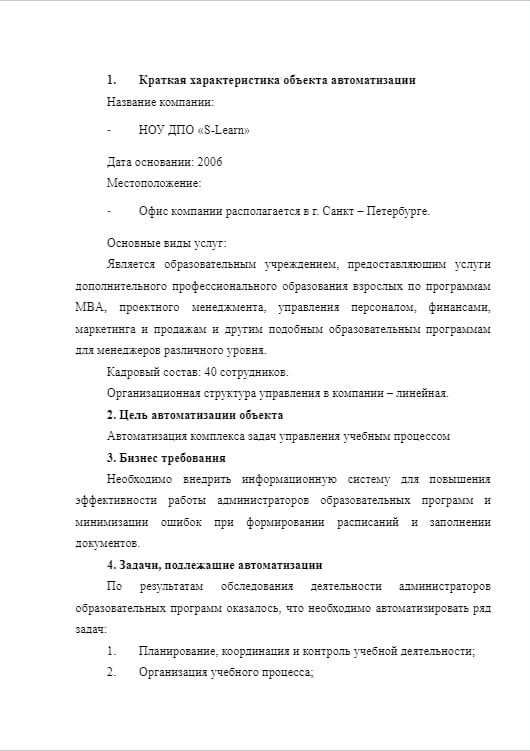 1. Краткая характеристика объекта автоматизации
Название компании:
- НОУ ДПО «S-Learn»
Дата основании: 2006
Местоположение:
- Офис компании располагается в г. Санкт – Петербурге.
Основные виды услуг:
Является образовательным учреждением, предоставляющим услуги
дополнительного профессионального образования взрослых по программам
MBA, проектного менеджмента, управления персоналом, финансами,
маркетинга и продажам и другим подобным образовательным программам
для менеджеров различного уровня.
Кадровый состав: 40 сотрудников.
Организационная структура управления в компании – линейная.
2. Цель автоматизации объекта
Автоматизация комплекса задач управления учебным процессом
3. Бизнес требования
Необходимо внедрить информационную систему для повышения
эффективности работы администраторов образовательных программ и
минимизации ошибок при формировании расписаний и заполнении
документов.
4. Задачи, подлежащие автоматизации
По результатам обследования деятельности администраторов
образовательных программ оказалось, что необходимо автоматизировать ряд
задач:
1. Планирование, координация и контроль учебной деятельности;
2. Организация учебного процесса;